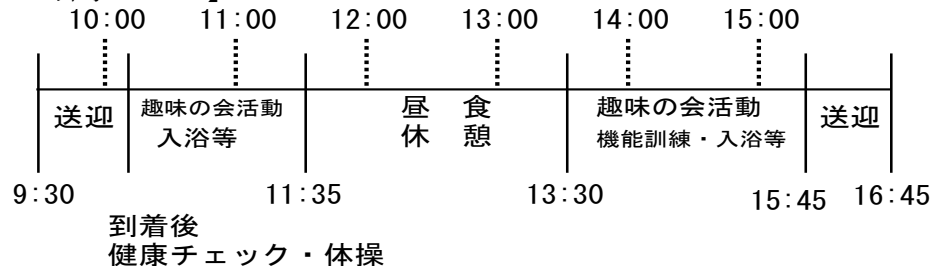 10:00 11:00 12:00 13:00 14:00 15:00
送迎
趣味の会活動
入浴等
昼 食
休 憩
趣味の会活動
機能訓練・入浴等
送迎
9:30 11:35 13:30 15:45 16:45
到着後
健康チェック・体操